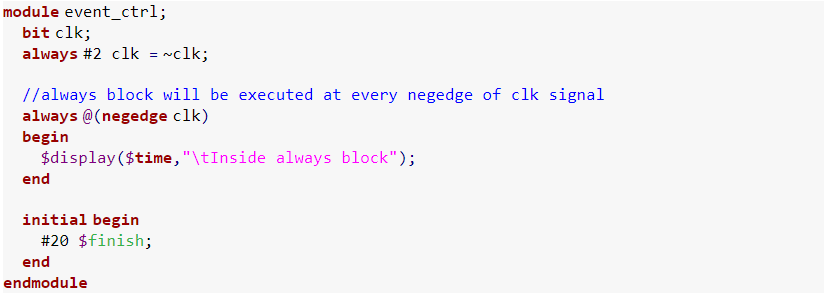 module event_ctrl;
  bit clk;
  always #2 clk = ~clk;

  //always block will be executed at every negedge of clk signal
  always @(negedge clk)
  begin
    $display($time,"\tInside always block");
  end

  initial begin
    #20 $finish;
  end
endmodule